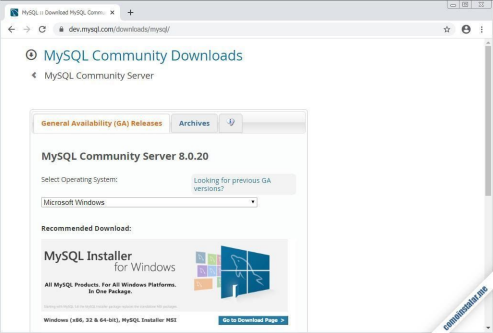 MySQL :: Download MySQL Commu
dev.mysql.com/downloads/mysql/
MySQL Community Downloads
MySQL Community Server
General Availability (GA) Releases
Archives
MySQL Community Server 8.0.20
Select Operating System:
Looking for previous GA
versions?
Microsoft Windows
Recommended Download:
MySQL Installer
for Windows
All MySQL Products. For All Windows Platforms.
In One Package.
Windows (x86, 32 & 64-bit), MySQL Installer MSI
Go to Download Page >
comoinstalar.me